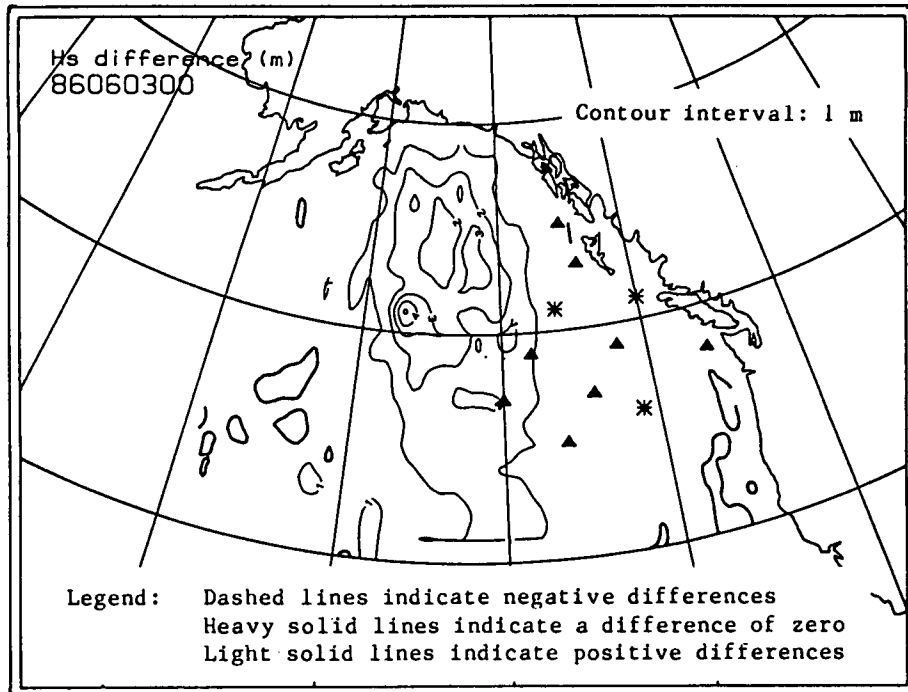 Hs difference (m)
86060300
Contour interval: 1 m
Legend: Dashed lines indicate negative differences
Heavy solid lines indicate a difference of zero
Light solid lines indicate positive differences